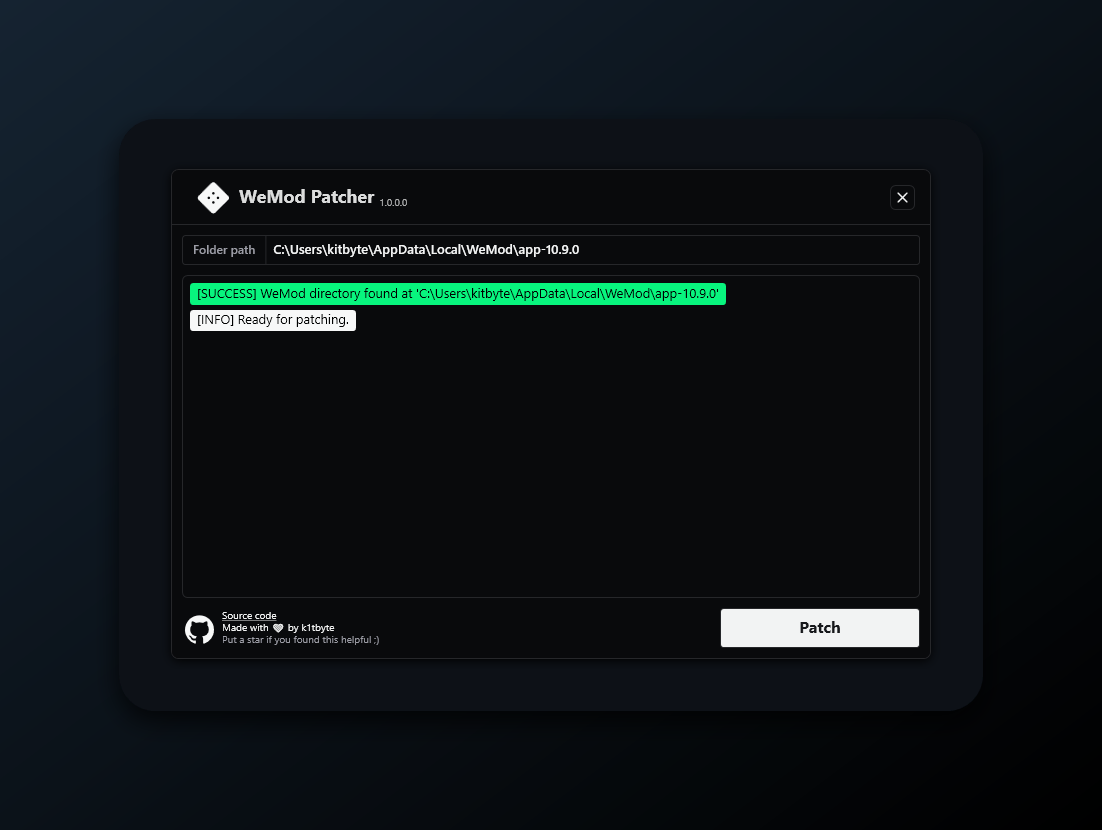 WeMod Patcher 1.0.0.0
Folder path C:\Users\kitbyte\AppData\Local\WeMod\app-10.9.0
[SUCCESS] WeMod directory found at 'C:\Users\kitbyte\AppData\Local\WeMod\app-10.9.0'
[INFO] Ready for patching.
Source code
Made with by k1tbyte
Put a star if you found this helpful ;)
Patch